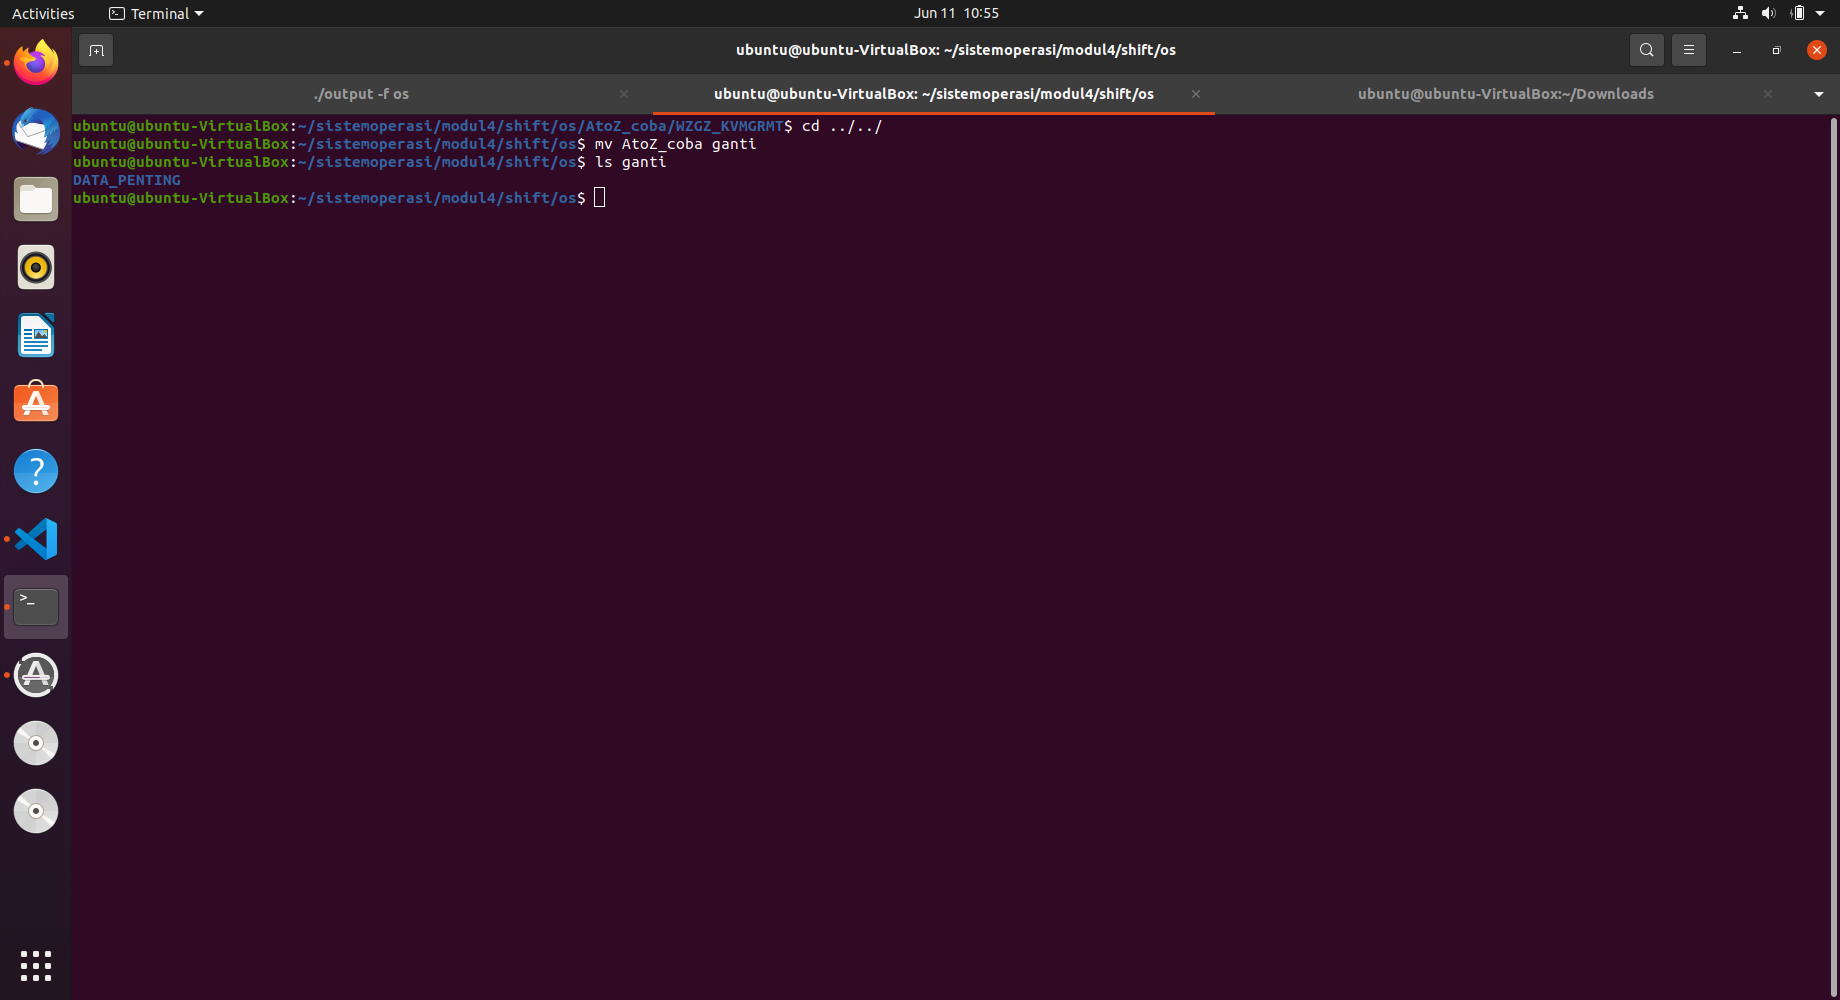 Activities
Terminal
Jun 11 10:55
ubuntu@ubuntu-VirtualBox: ~/sistemoperasi/modul4/shift/os
./output -f os
ubuntu@ubuntu-VirtualBox: ~/sistemoperasi/modul4/shift/os
ubuntu@ubuntu-VirtualBox:~/Downloads
ubuntu@ubuntu-VirtualBox:~/sistemoperasi/modul4/shift/os/AtoZ_coba/WZGZ_KVMGRMT$ cd ../../
ubuntu@ubuntu-VirtualBox:~/sistemoperasi/modul4/shift/os$ mv AtoZ_coba ganti
ubuntu@ubuntu-VirtualBox:~/sistemoperasi/modul4/shift/os$ ls ganti
DATA_PENTING
ubuntu@ubuntu-VirtualBox:~/sistemoperasi/modul4/shift/os$